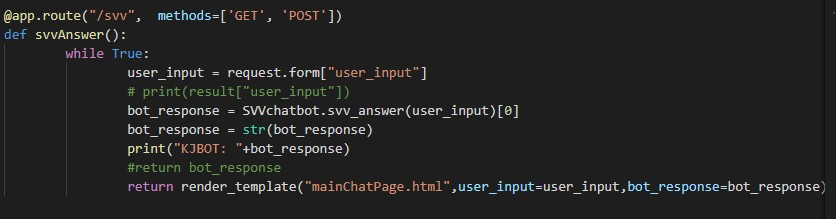 @app.route("/svv",  methods=['GET', 'POST'])
def svvAnswer():
        while True:
                user_input = request.form["user_input"]
                # print(result["user_input"])
                bot_response = SVVchatbot.svv_answer(user_input)[0]
                bot_response = str(bot_response)
                print("KJBOT: "+bot_response)
                #return bot_response
                return render_template("mainChatPage.html",user_input=user_input,bot_response=bot_response)